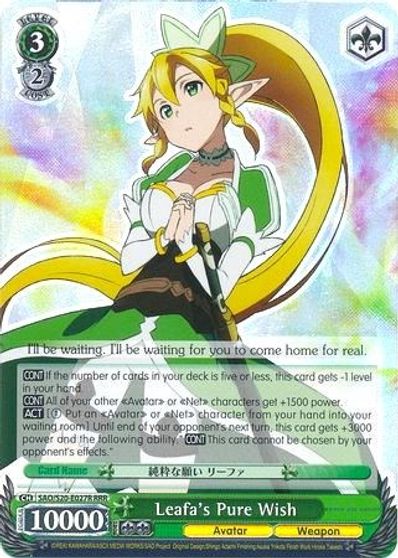 LEVEL
3
2
COST
I'll be waiting. I'll be waiting for you to come home for real.
CONT If the number of cards in your deck is five or less, this card gets -1 level
in your hand.
CONT All of your other «Avatar» or «Net» characters get +1500 power.
ACT [ Put an «Avatar» or «Net» character from your hand into your
waiting room] Until end of your opponent's next turn, this card gets +3000
power and the following ability. "CONT This card cannot be chosen by your
opponent's effects."
Card Name 純粋な願い リーファ
CH SAO/S20-E027R RRR
Leafa's Pure Wish
10000
Avatar Weapon